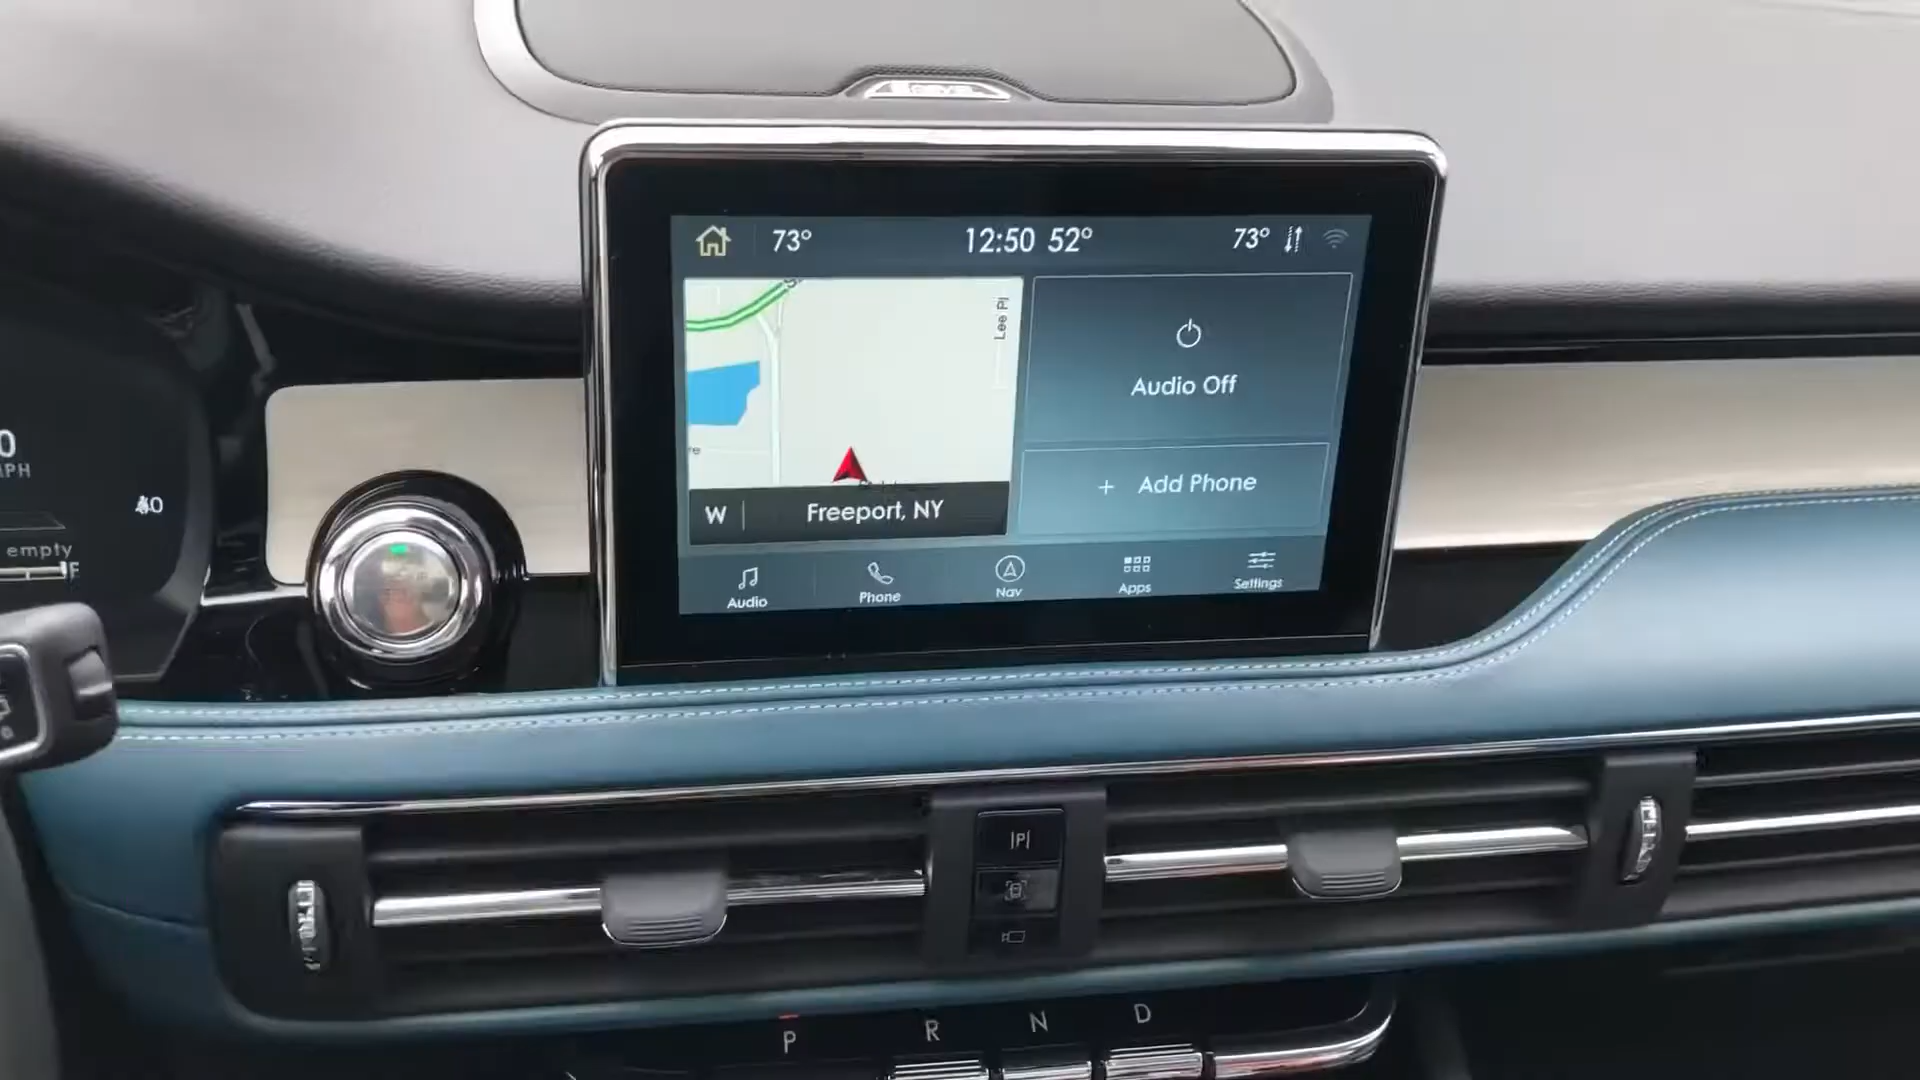 73°
12:50 52°
73°
Lee Pl
Audio Off
+ Add Phone
W
Freeport, NY
Audio
Phone
Nav
Apps
Settings
0
MPH
empty
F
|P|
P
R
N
D